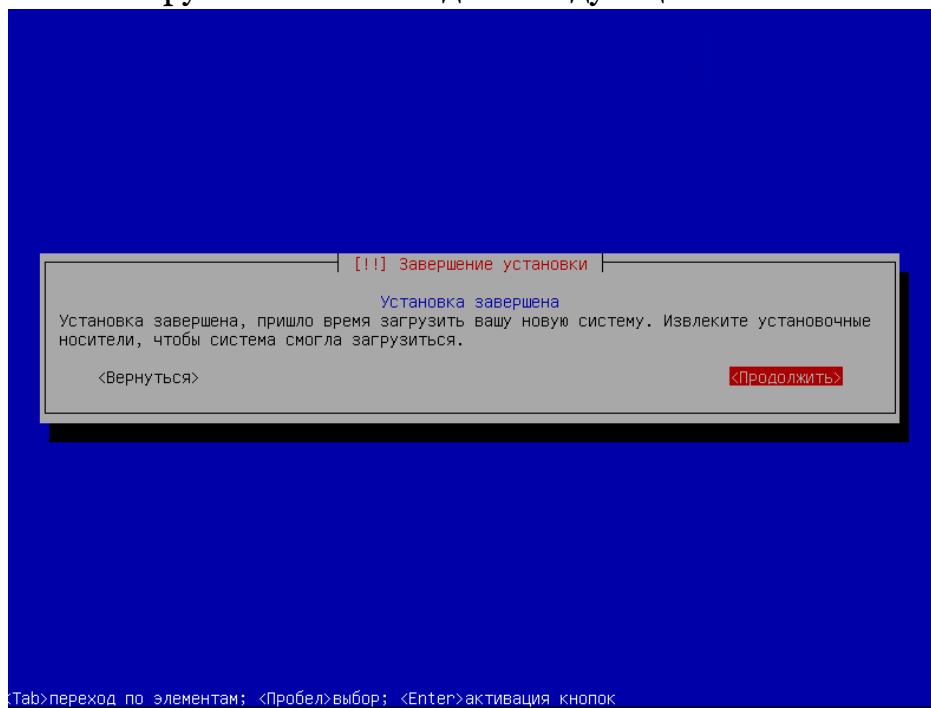 [!!] Завершение установки
Установка завершена
Установка завершена, пришло время загрузить вашу новую систему. Извлеките установочные
носители, чтобы система смогла загрузиться.
<Вернуться> <Продолжить>
<Tab>переход по элементам; <Пробел>выбор; <Enter>активация кнопок